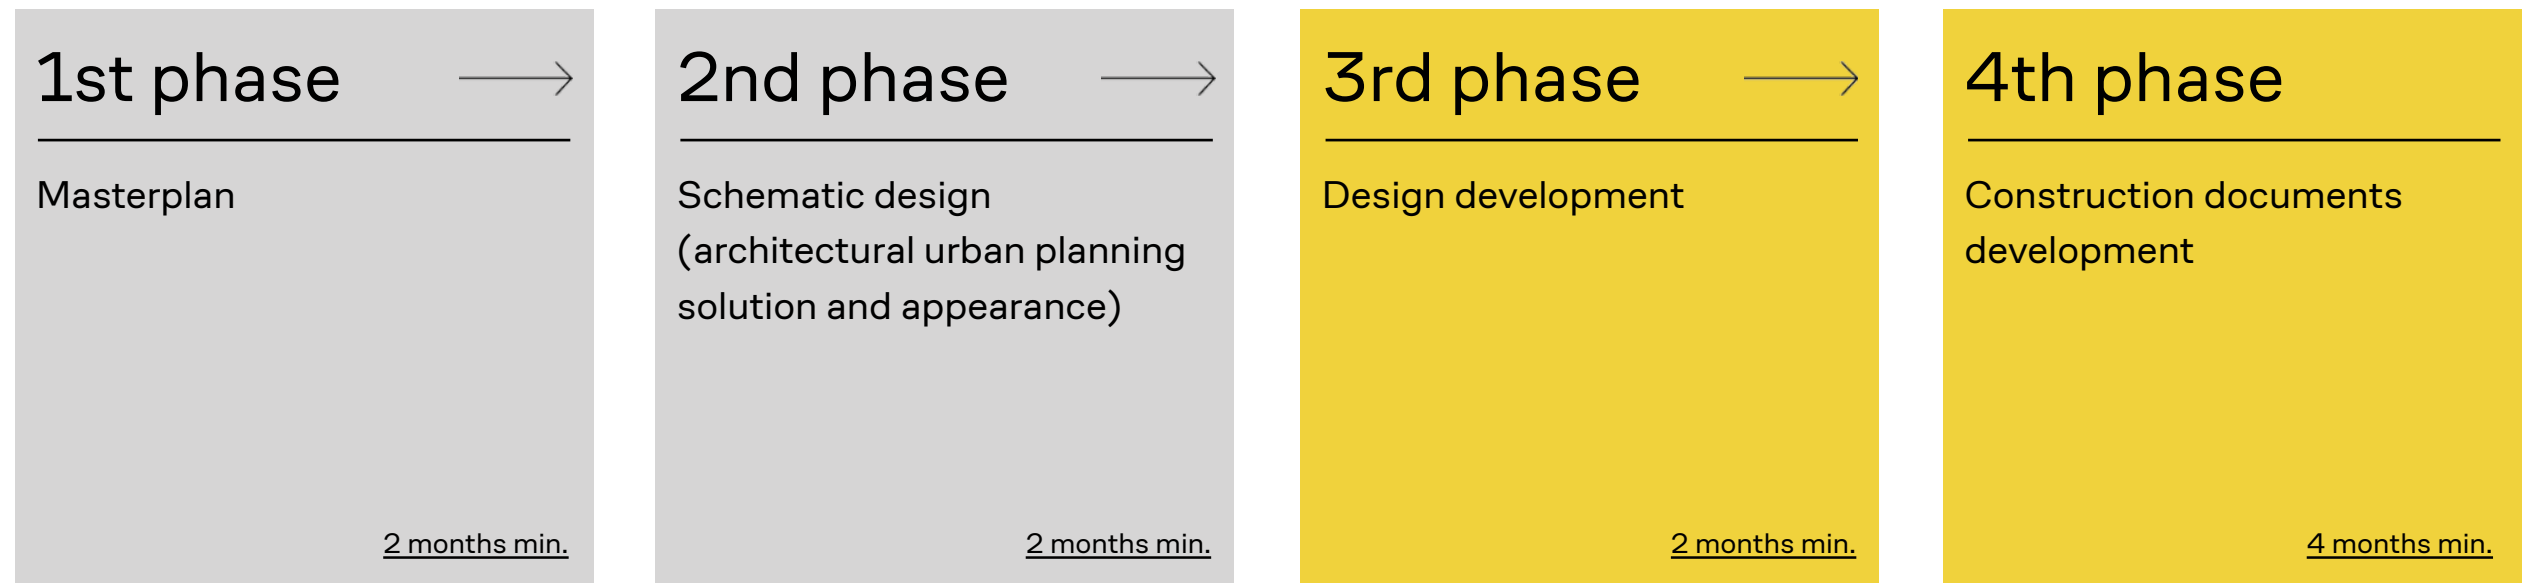 1st phase
Masterplan
2 months min.
2nd phase
Schematic design
(architectural urban planning
solution and appearance)
2 months min.
3rd phase
Design development
2 months min.
4th phase
Construction documents
development
4 months min.